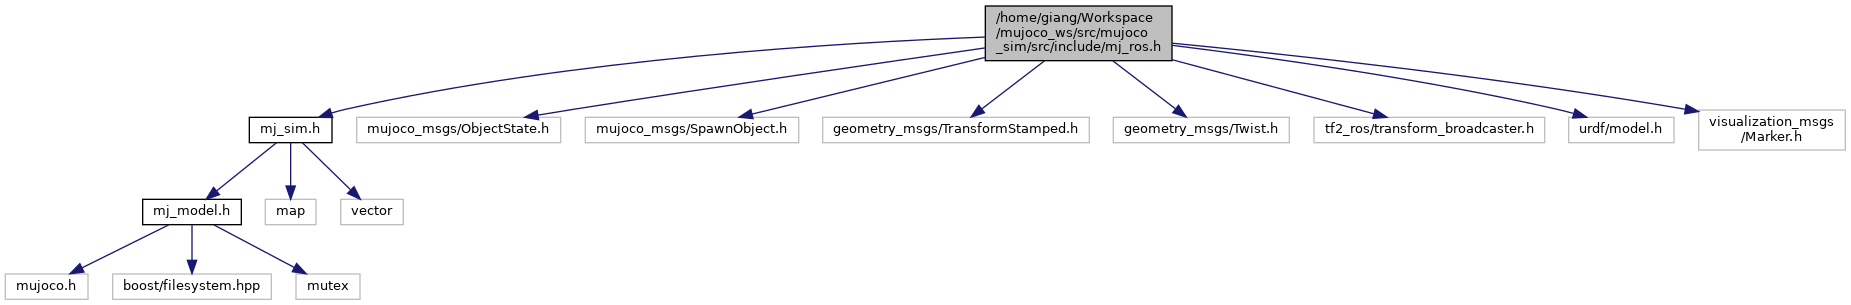 /home/giang/Workspace
/mujoco_ws/src/mujoco
_sim/src/include/mj_ros.h
mj_sim.h
mujoco_msgs/ObjectState.h
mujoco_msgs/SpawnObject.h
geometry_msgs/TransformStamped.h
geometry_msgs/Twist.h
tf2_ros/transform_broadcaster.h
urdf/model.h
visualization_msgs
/Marker.h
mj_model.h
map
vector
mujoco.h
boost/filesystem.hpp
mutex